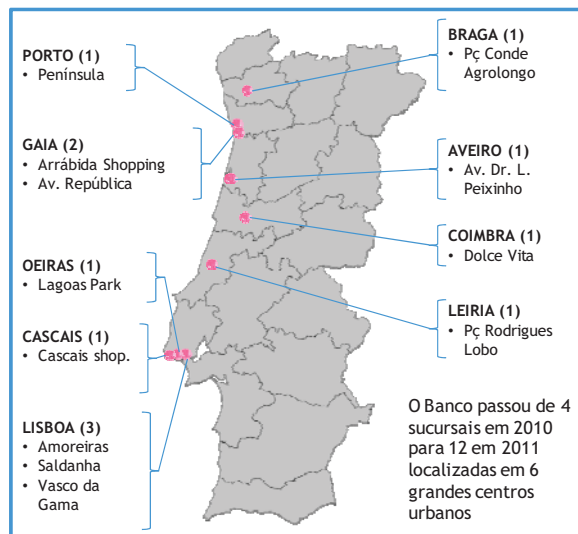 PORTO (1)
• Península
GAIA (2)
• Arrábida Shopping
• Av. República
OEIRAS (1)
• Lagoas Park
CASCAIS (1)
• Cascais shop.
LISBOA (3)
• Amoreiras
• Saldanha
• Vasco da
Gama
BRAGA (1)
• Pç Conde
Agrolongo
AVEIRO (1)
• Av. Dr. L.
Peixinho
COIMBRA (1)
• Dolce Vita
LEIRIA (1)
• Pç Rodrigues
Lobo
O Banco passou de 4
sucursais em 2010
para 12 em 2011
localizadas em 6
grandes centros
urbanos